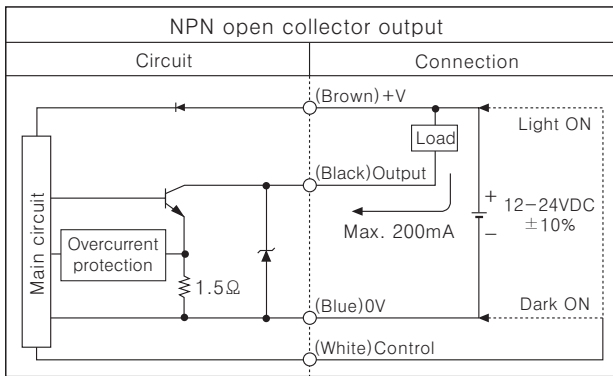 NPN open collector output
Circuit
Connection
(Brown)+V
Light ON
Load
(Black)Output
Main circuit
+
12-24VDC
±10%
Max. 200mA
−
Overcurrent
protection
1.5Ω
(Blue)0V
Dark ON
(White)Control